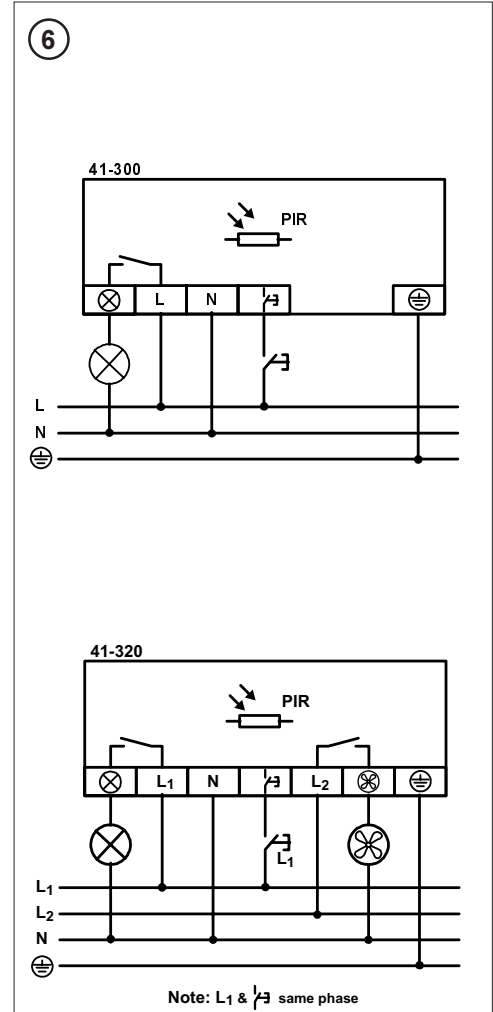 6
41-300
PIR
L N
L
N
41-320
PIR
L1 N L2
L1
L1
L2
N
Note: L1 & same phase